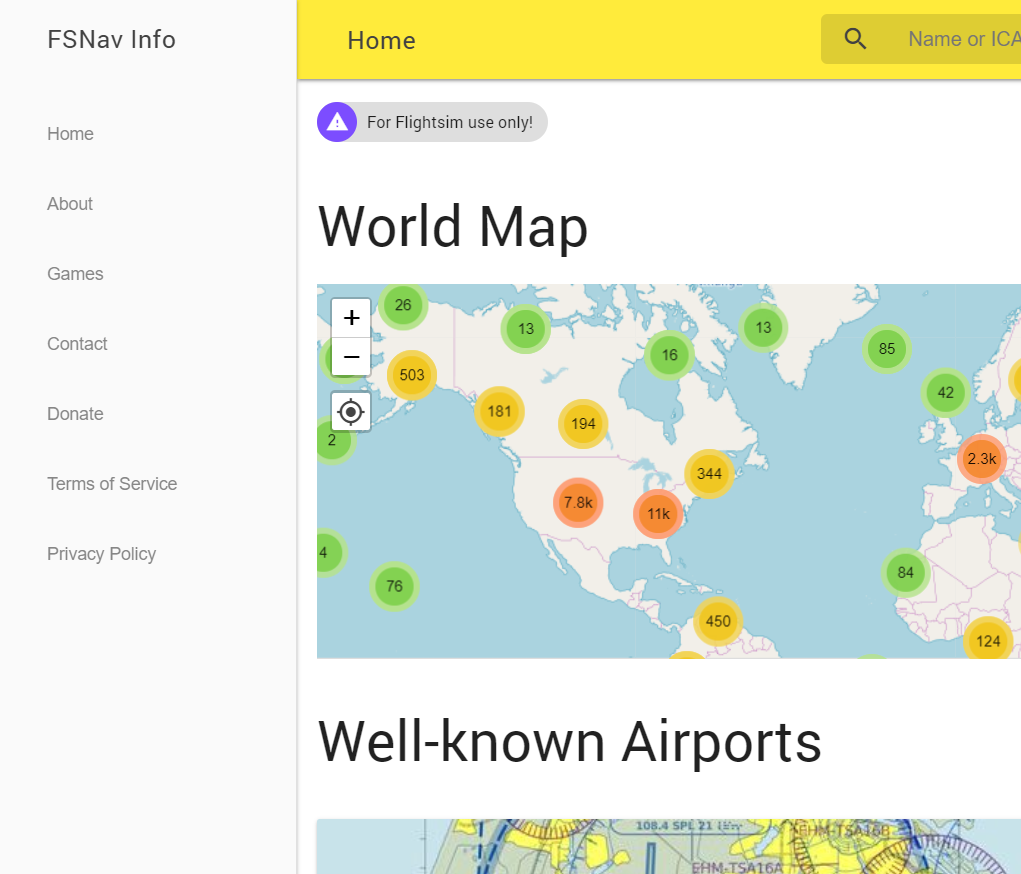 FSNav Info
Home
About
Games
Contact
Donate
Terms of Service
Privacy Policy
Home
Name or ICA
For Flightsim use only!
World Map
+
−
26
13
13
16
85
503
42
181
194
2
2.3k
344
7.8k
11k
4
84
76
450
124
Well-known Airports
108.4 SPL 21
EHM-TSA16B
EHM-TSA16A